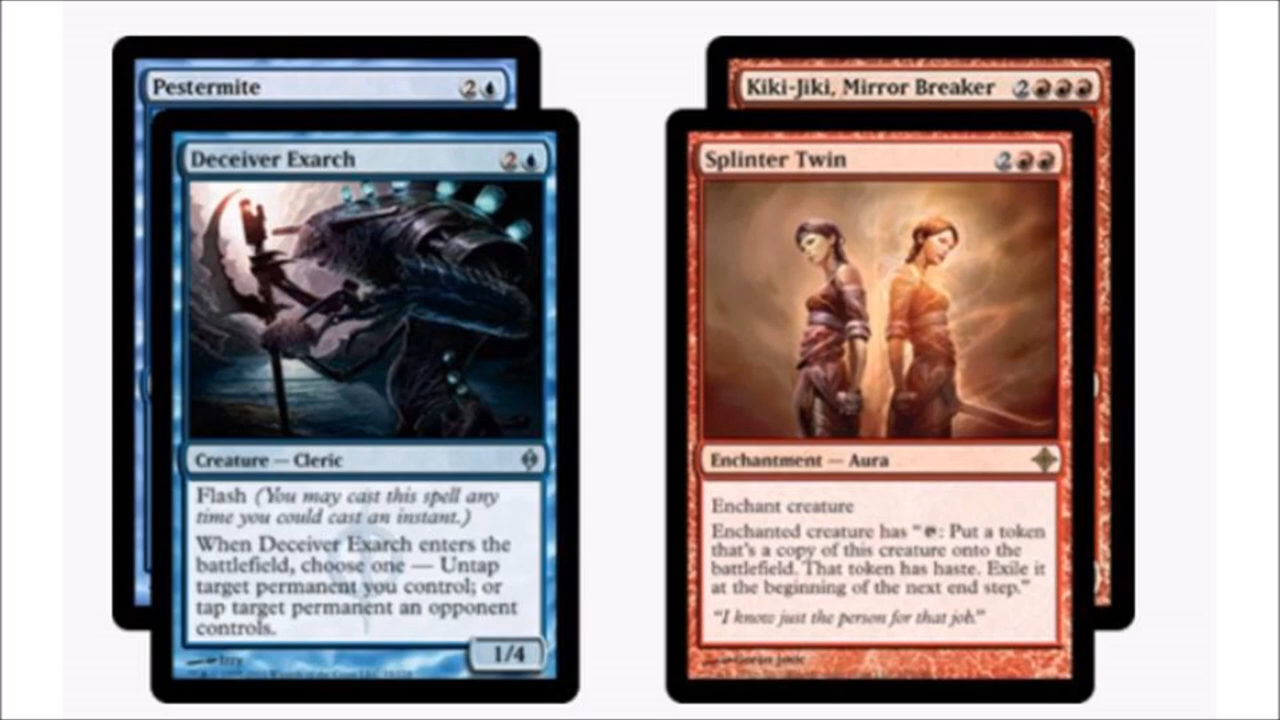 Pestermite 2
Deceiver Exarch 2
Creature — Cleric
Flash (You may cast this spell any
time you could cast an instant.)
When Deceiver Exarch enters the
battlefield, choose one — Untap
target permanent you control; or
tap target permanent an opponent
controls.
1/4
Izzy
Kiki-Jiki, Mirror Breaker 2
Splinter Twin 2
Enchantment — Aura
Enchant creature
Enchanted creature has “: Put a token
that's a copy of this creature onto the
battlefield. That token has haste. Exile it
at the beginning of the next end step.”
“I know just the person for that job.”